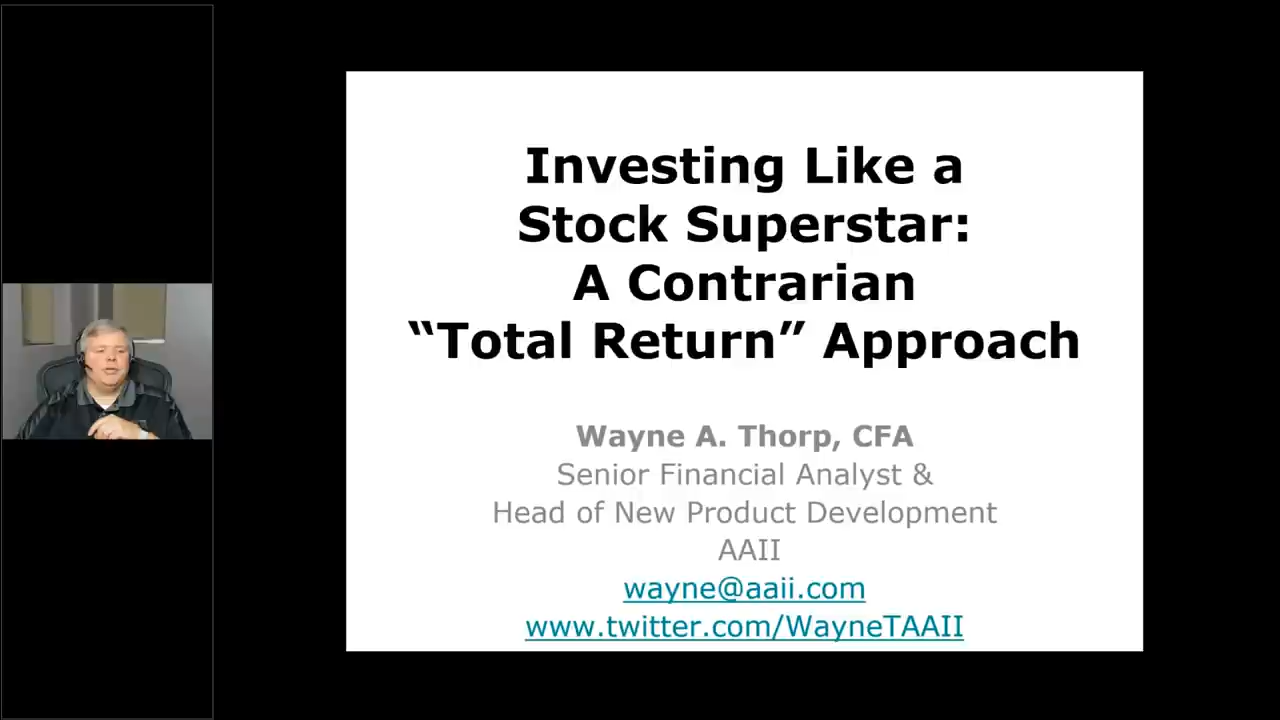 Investing Like a
Stock Superstar:
A Contrarian
“Total Return” Approach
Wayne A. Thorp, CFA
Senior Financial Analyst &
Head of New Product Development
AAII
wayne@aaii.com
www.twitter.com/WayneTAAII